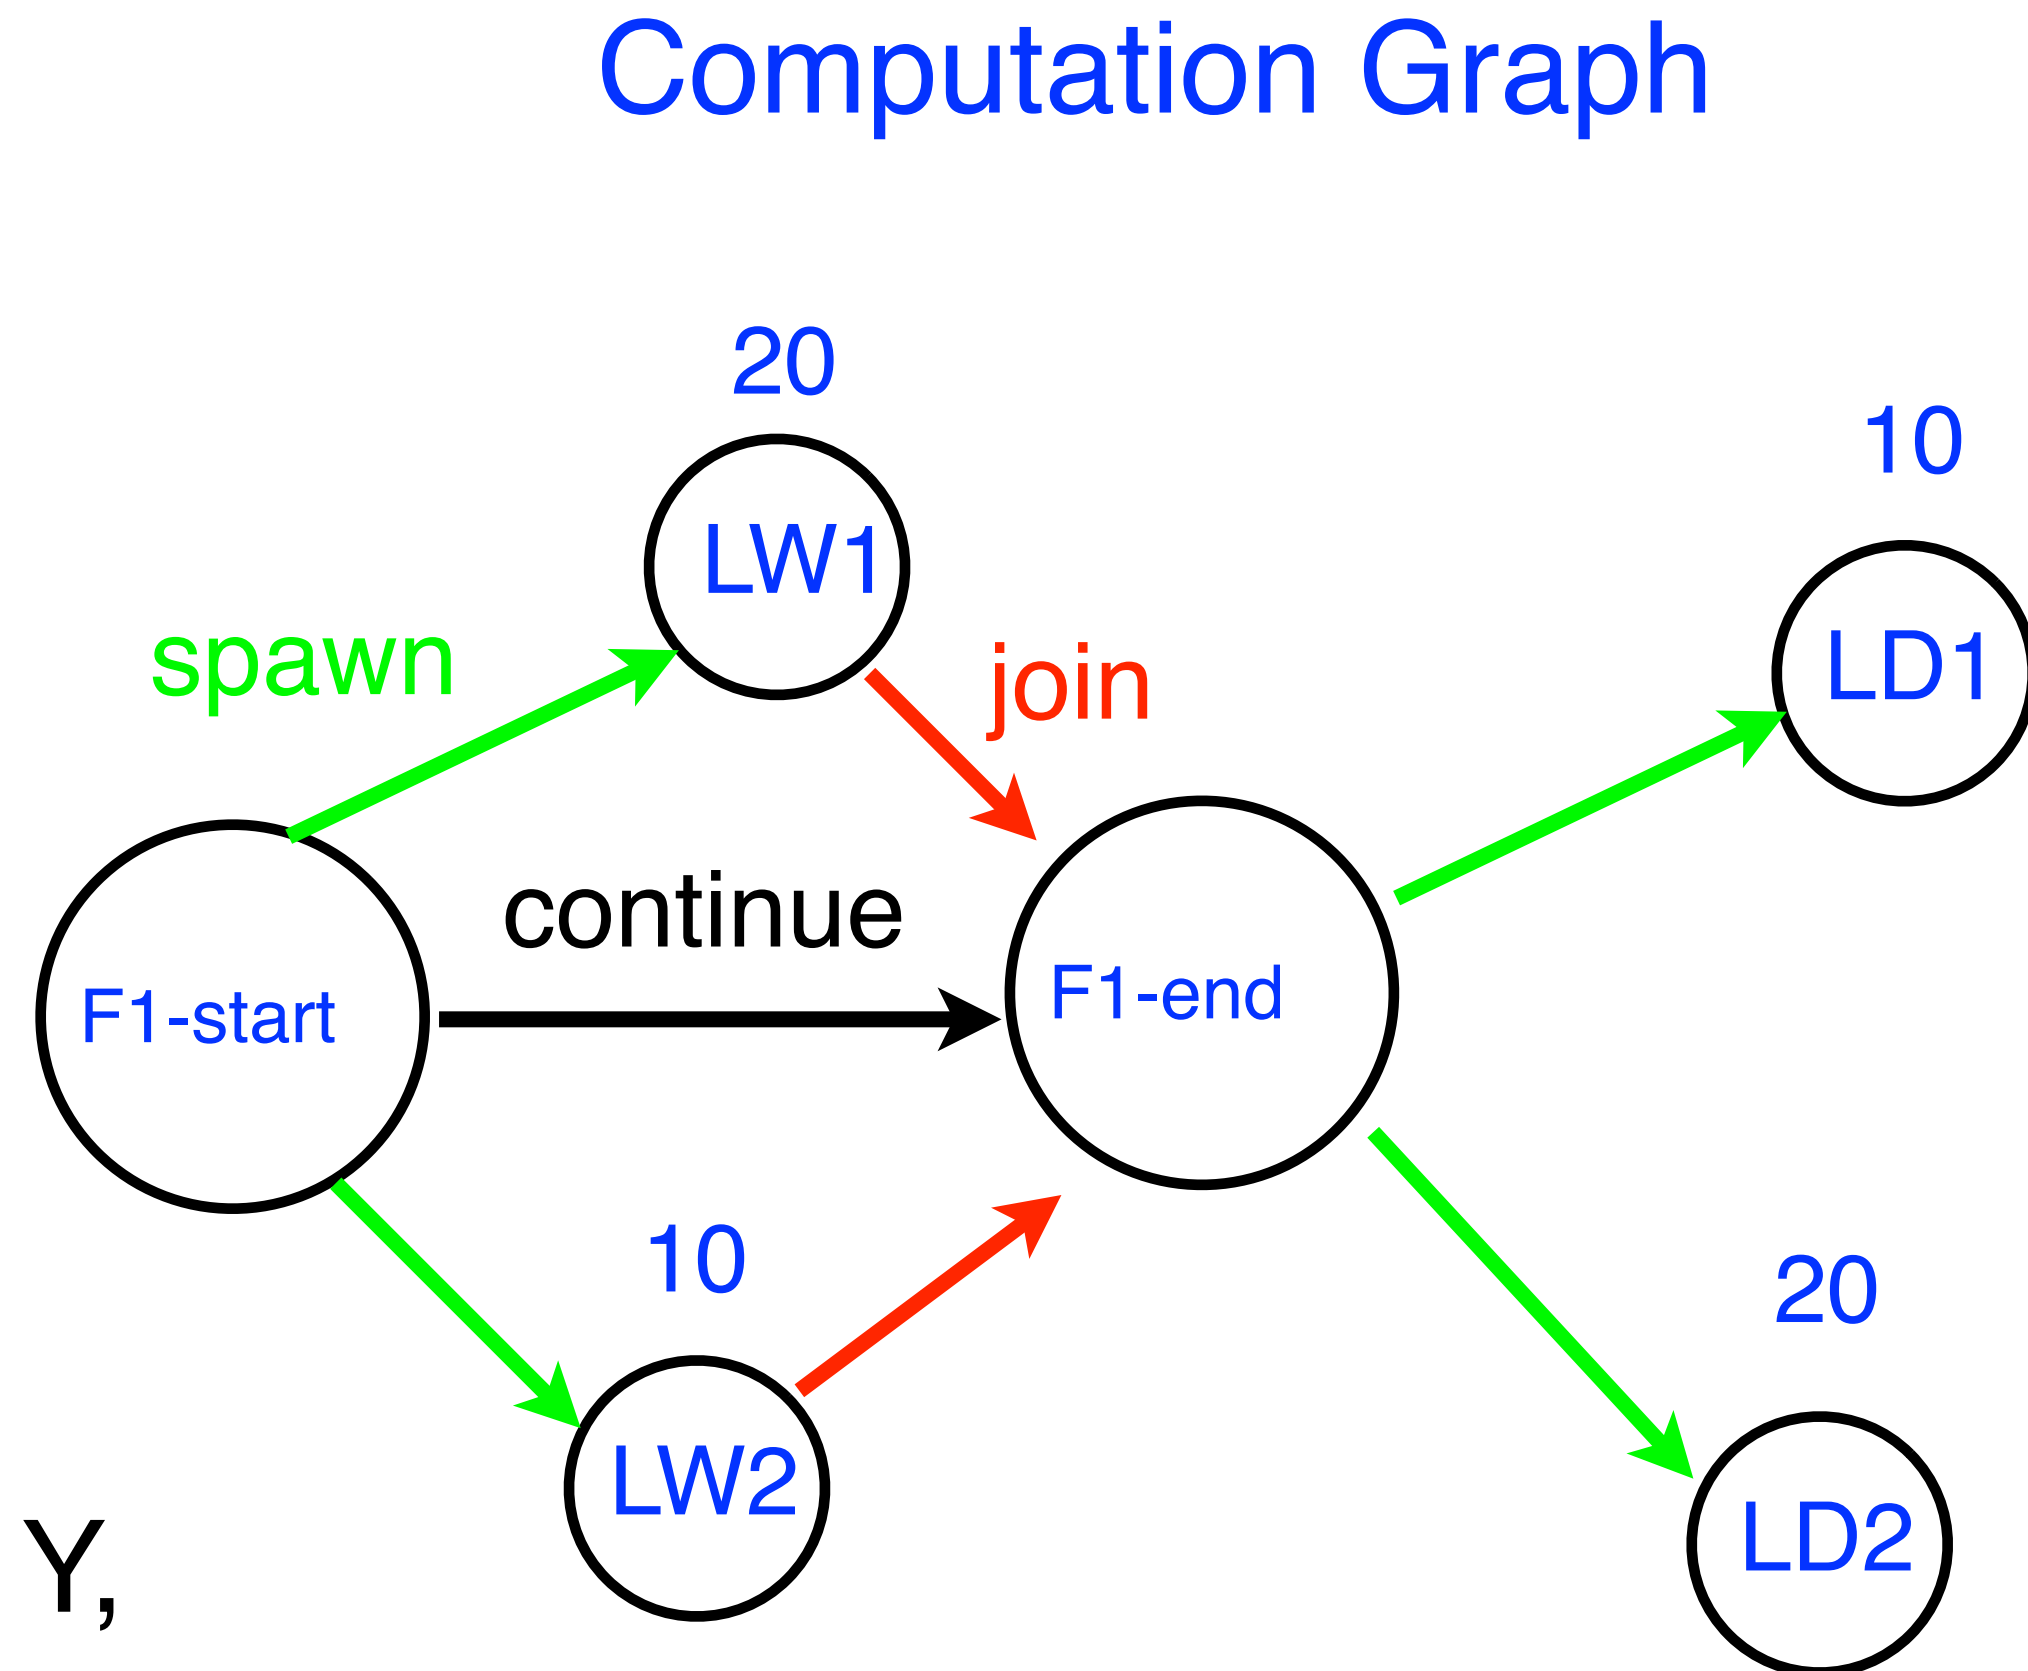 Computation Graph
20
10
LW1
LD1
spawn
join
continue
F1-start
F1-end
10
20
LW2
LD2
Y,